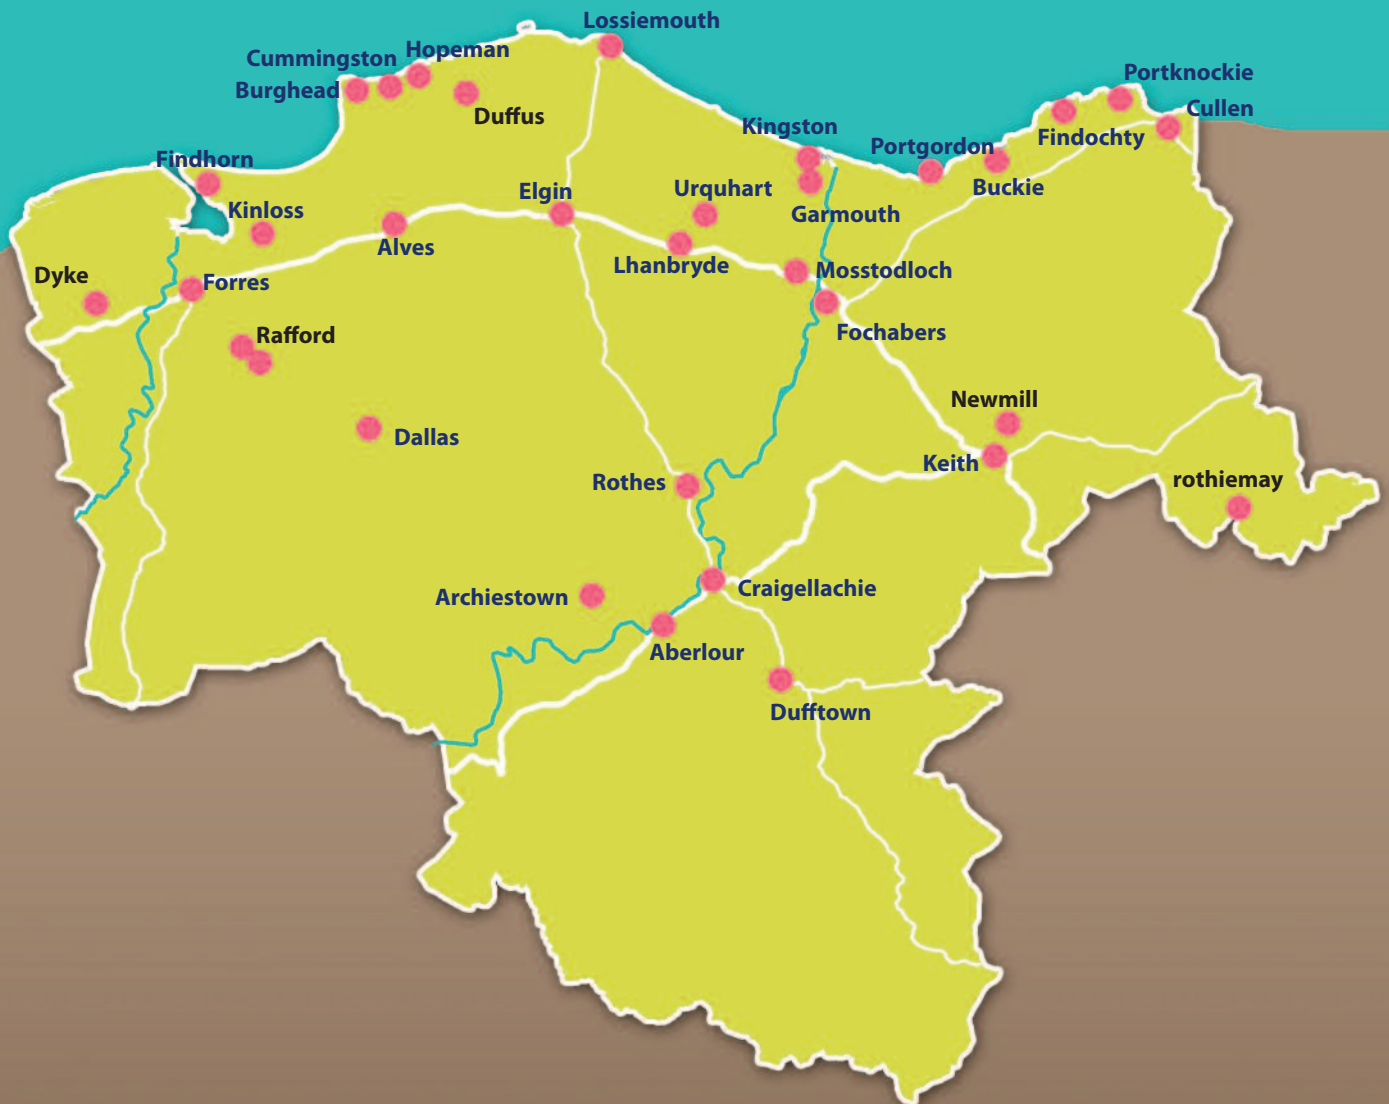 Lossiemouth
Hopeman
Cummingston
Portknockie
Burghead
Cullen
Duffus
Kingston
Findochty
Portgordon
Findhorn
Buckie
Urquhart
Elgin
Kinloss
Garmouth
Alves
Lhanbryde
Mosstodloch
Dyke
Forres
Fochabers
Rafford
Newmill
Dallas
Keith
rothiemay
Rothes
Craigellachie
Archiestown
Aberlour
Dufftown